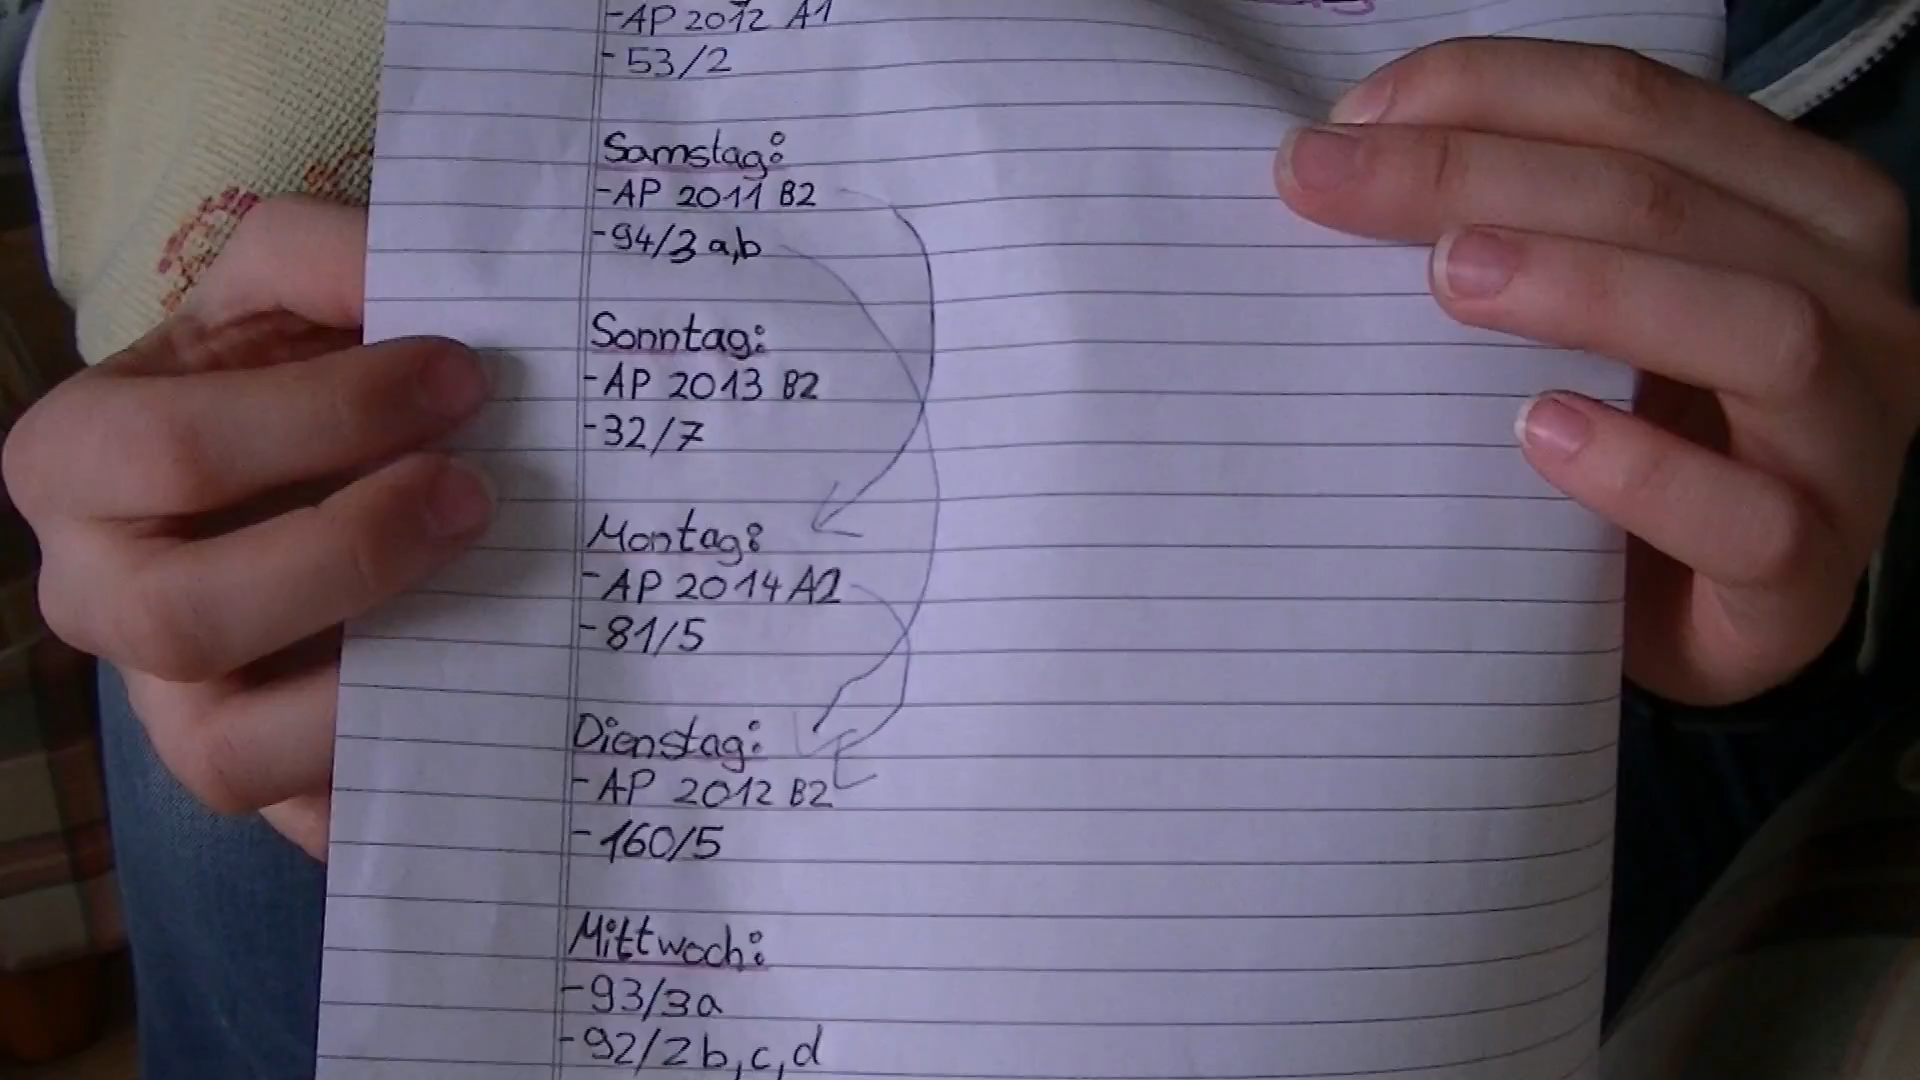 -AP 2012 A1
-53/2
Samstag:
-AP 2011 B2
-94/3 a,b
Sonntag:
-AP 2013 B2
-32/7
Montag:
-AP 2014 A2
-81/5
Dienstag:
-AP 2012 B2
-160/5
Mittwoch:
-93/3a
-92/2 b,c,d